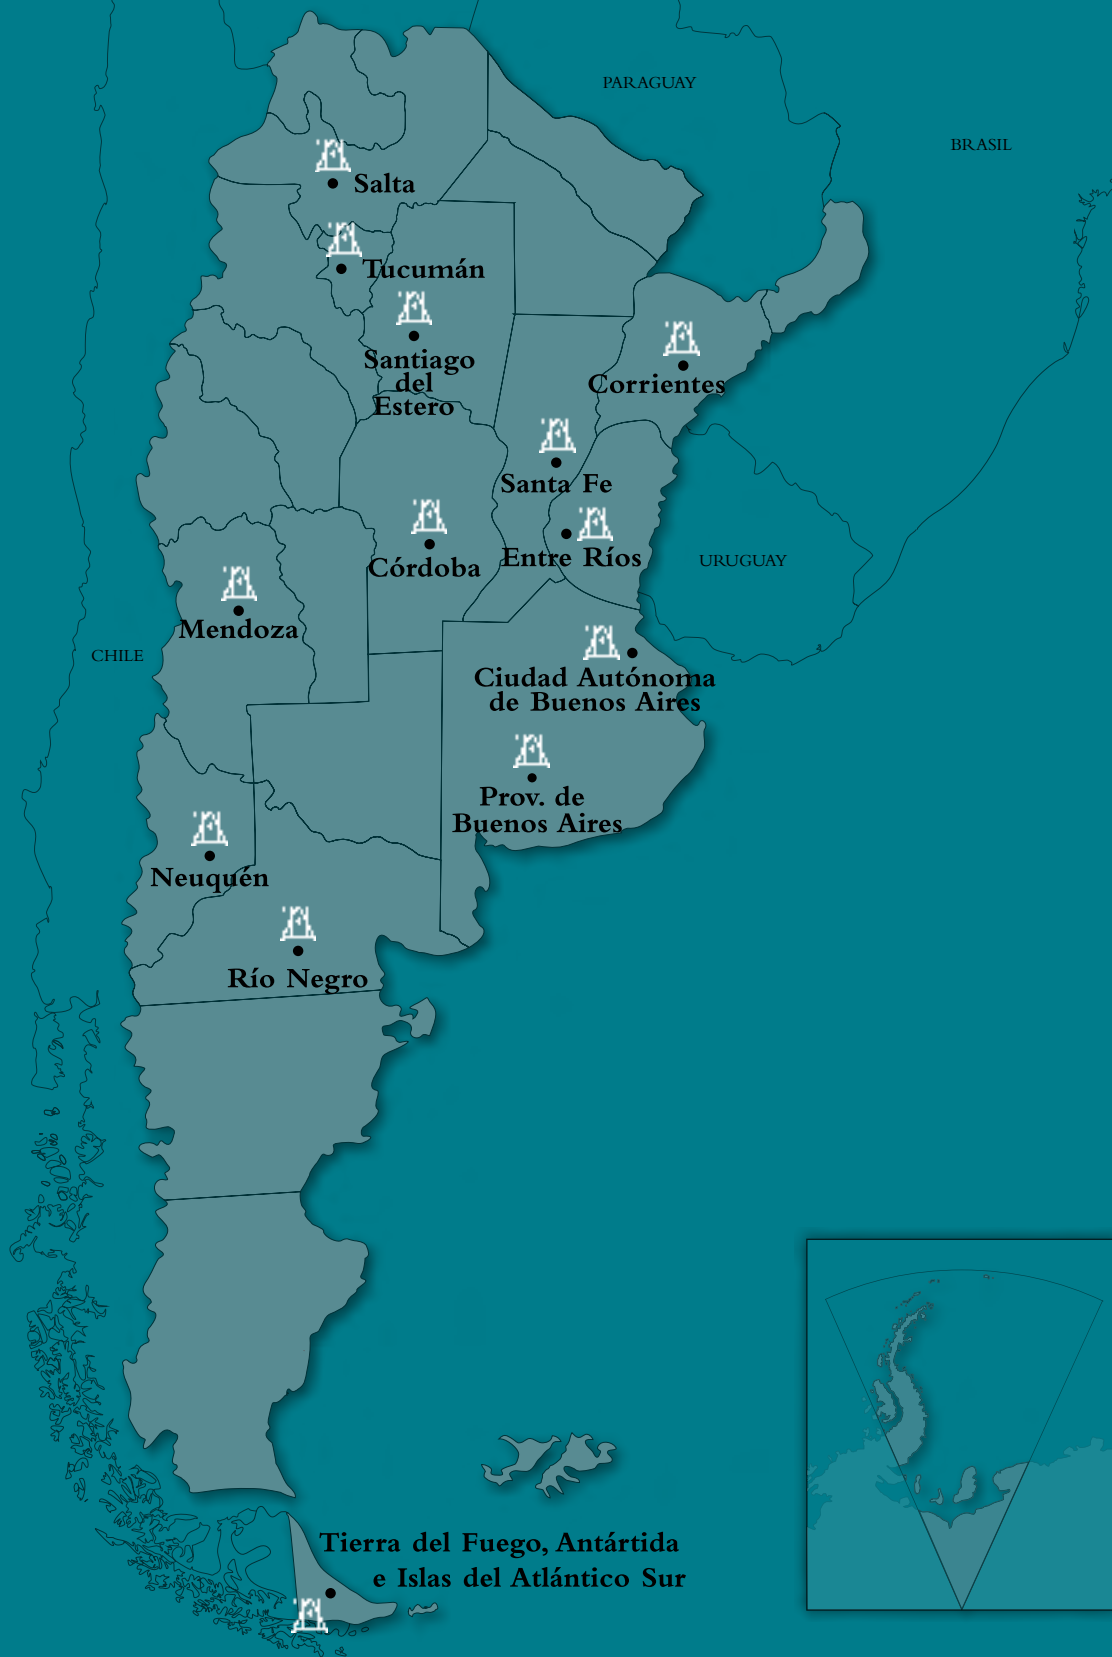 PARAGUAY
BRASIL
Salta
Tucumán
Santiago
del
Estero
Corrientes
Santa Fe
Entre Ríos
Córdoba
URUGUAY
Mendoza
CHILE
Ciudad Autónoma
de Buenos Aires
Prov. de
Buenos Aires
Neuquén
Río Negro
Tierra del Fuego, Antártida
e Islas del Atlántico Sur